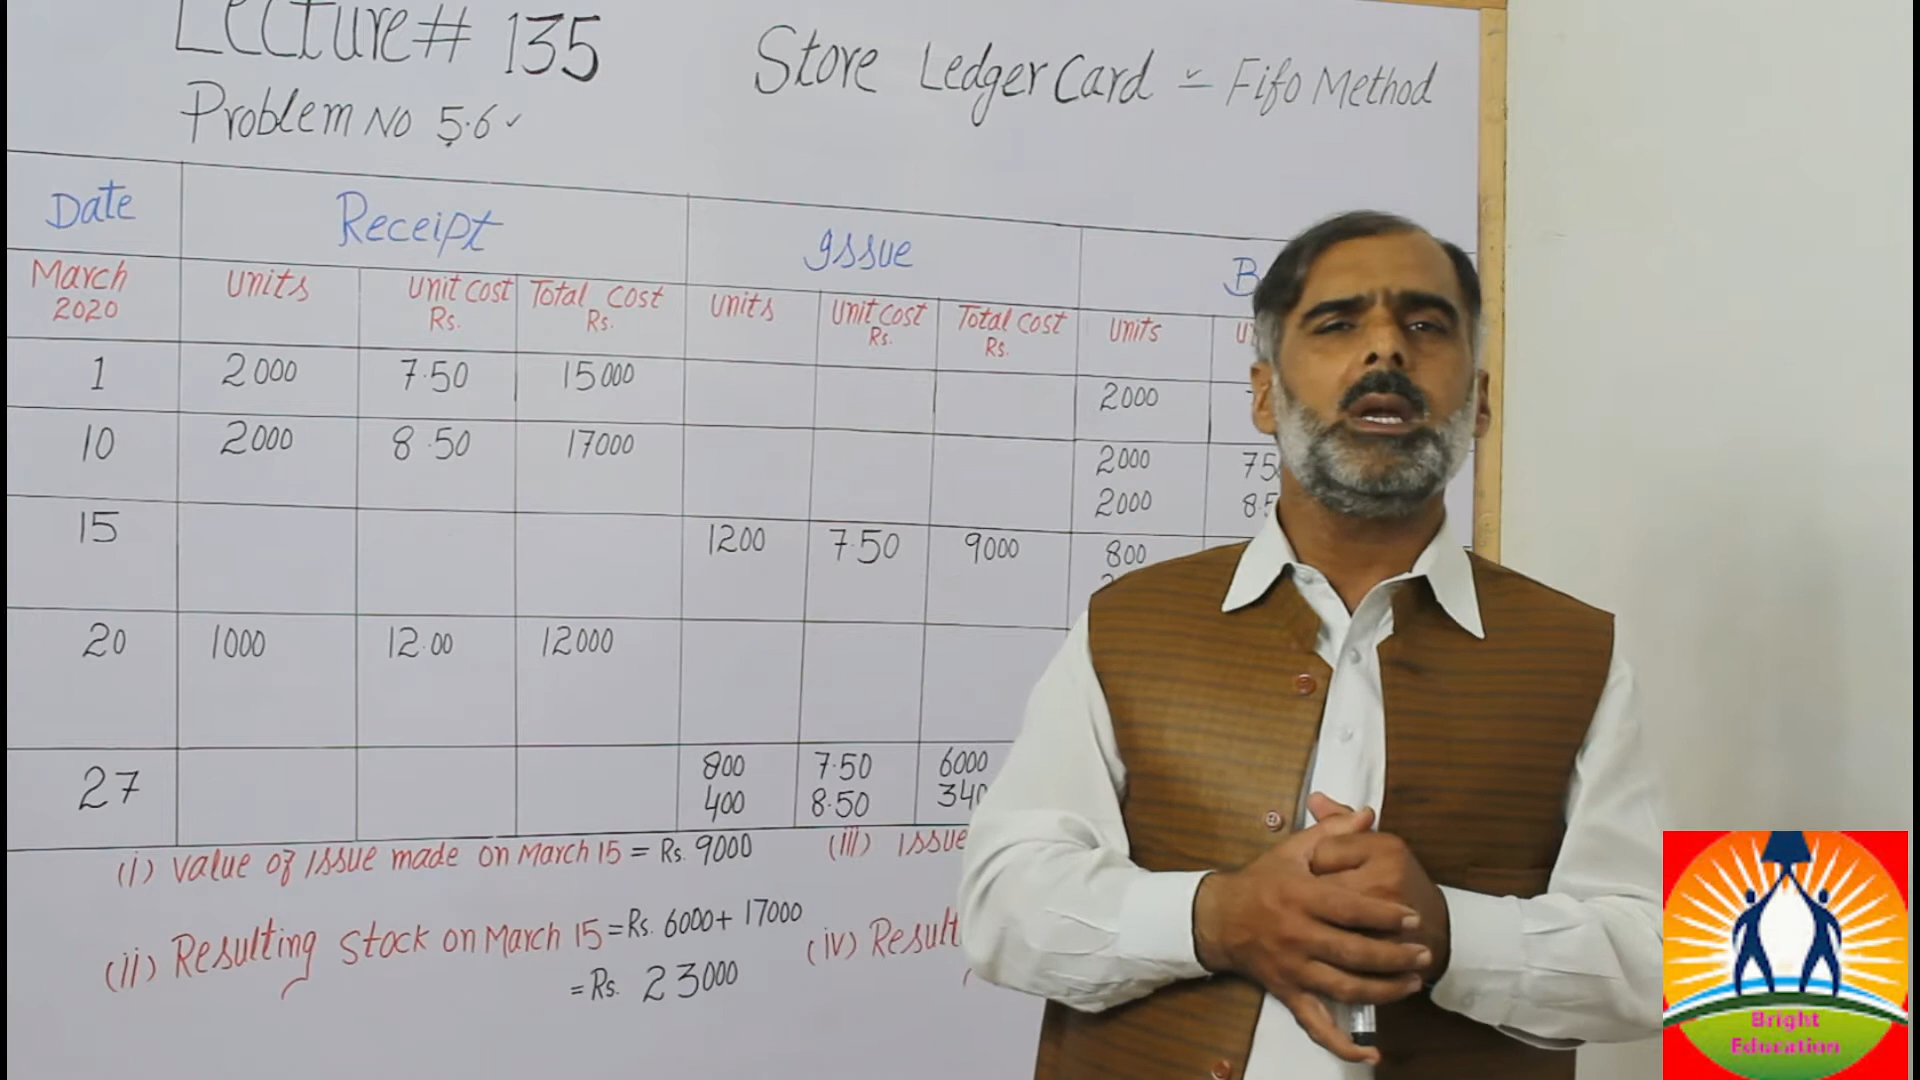 Lecture# 135
Store Ledger Card = Fifo Method
Problem No 5.6
Date Receipt Issue
March 2020 Units Unit Cost Rs. Total Cost Rs. Units Unit Cost Rs. Total Cost Rs. Units
1 2000 7.50 15000 2000
10 2000 8.50 17000 2000
2000
15 1200 7.50 9000 800
20 1000 12.00 12000
27 800 7.50 6000
400 8.50
(i) Value of Issue made on March 15 = Rs. 9000 (iii) Issue
(ii) Resulting Stock on March 15 = Rs. 6000+ 17000 (iv) Result
= Rs. 23000
Bright
Education